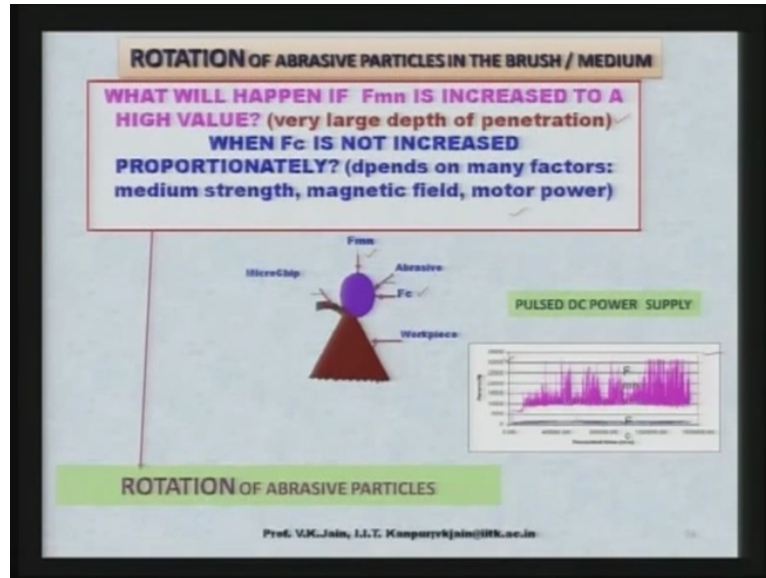 ROTATION OF ABRASIVE PARTICLES IN THE BRUSH / MEDIUM
WHAT WILL HAPPEN IF Fmn IS INCREASED TO A
HIGH VALUE? (very large depth of penetration)
WHEN Fc IS NOT INCREASED
PROPORTIONATELY? (dpends on many factors:
medium strength, magnetic field, motor power)
Fmn
MicroChip
Abrasive
Fc
Workpiece
PULSED DC POWER SUPPLY
ROTATION OF ABRASIVE PARTICLES
Prof. V.K.Jain, I.I.T. Kanpur,vkjain@iitk.ac.in